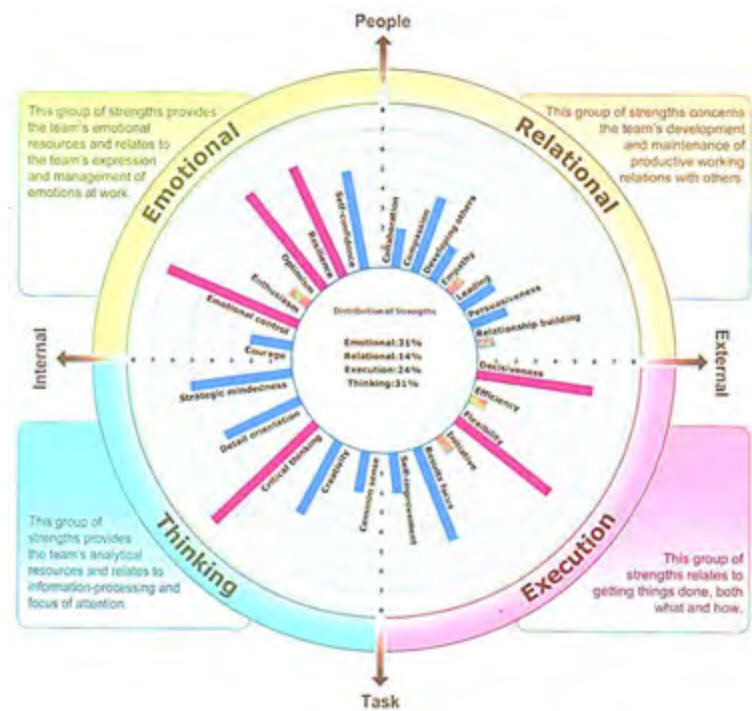 People
This group of strengths provides
the team's emotional
resources and relates to
the team's expression
and management of
emotions at work.
Emotional
Relational
This group of strengths concerns
the team's development
and maintenance of
productive working
relations with others.
Self-confidence
Resilience
Optimism
Enthusiasm
Emotional control
Courage
Collaboration
Compassion
Developing others
Empathy
Leading
Persuasiveness
Relationship building
Distribution of Strengths
Emotional:31%
Relational:14%
Execution:24%
Thinking:31%
Internal
External
Strategic mindedness
Detail orientation
Critical thinking
Creativity
Common sense
Decisiveness
Efficiency
Flexibility
Initiative
Results focus
Self-improvement
This group of
strengths provides
the team's analytical
resources and relates to
information-processing and
focus of attention.
Thinking
Execution
This group of
strengths relates to
getting things done, both
what and how.
Task